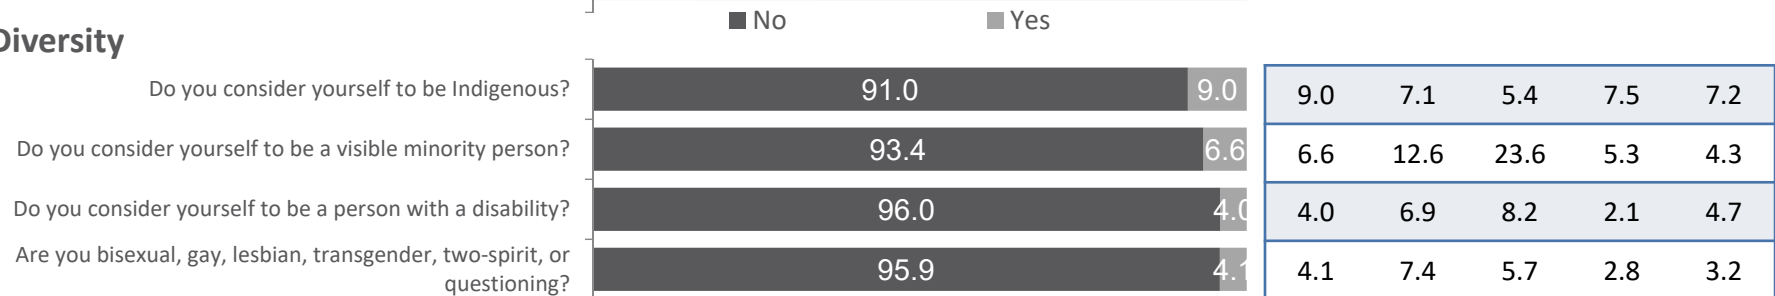 No Yes
Diversity
Do you consider yourself to be Indigenous? 91.0 9.0 9.0 7.1 5.4 7.5 7.2
Do you consider yourself to be a visible minority person? 93.4 6.6 6.6 12.6 23.6 5.3 4.3
Do you consider yourself to be a person with a disability? 96.0 4.0 4.0 6.9 8.2 2.1 4.7
Are you bisexual, gay, lesbian, transgender, two-spirit, or
questioning? 95.9 4.1 4.1 7.4 5.7 2.8 3.2